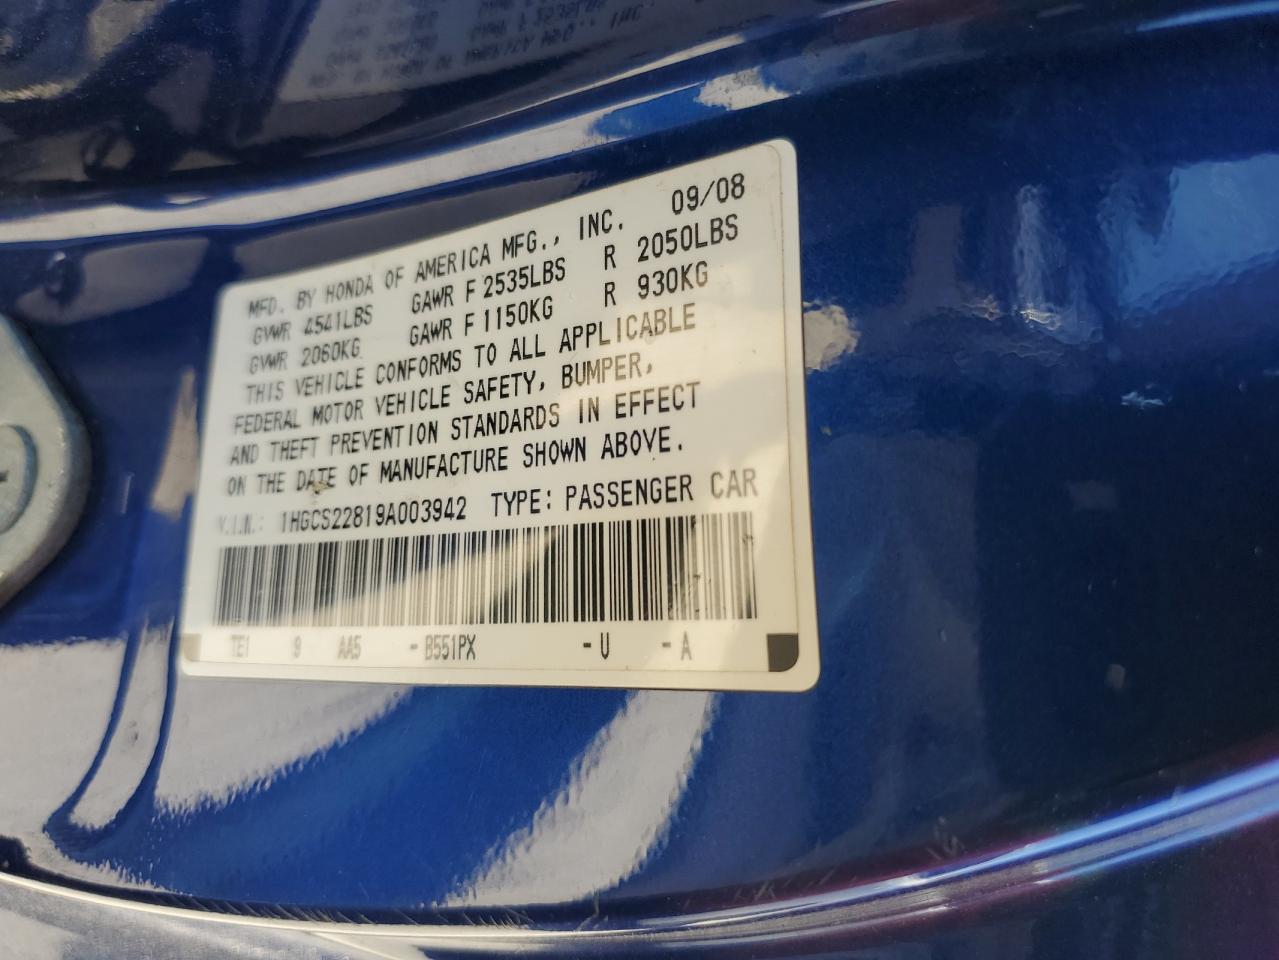 MFD. BY HONDA OF AMERICA MFG., INC. 09/08
GVWR 4541LBS GAWR F 2535LBS R 2050LBS
GVWR 2060KG GAWR F 1150KG R 930KG
THIS VEHICLE CONFORMS TO ALL APPLICABLE
FEDERAL MOTOR VEHICLE SAFETY, BUMPER,
AND THEFT PREVENTION STANDARDS IN EFFECT
ON THE DATE OF MANUFACTURE SHOWN ABOVE.
V.I.N.: 1HGCS22819A003942 TYPE: PASSENGER CAR
TE1 9 AA5 -B551PX -U -A